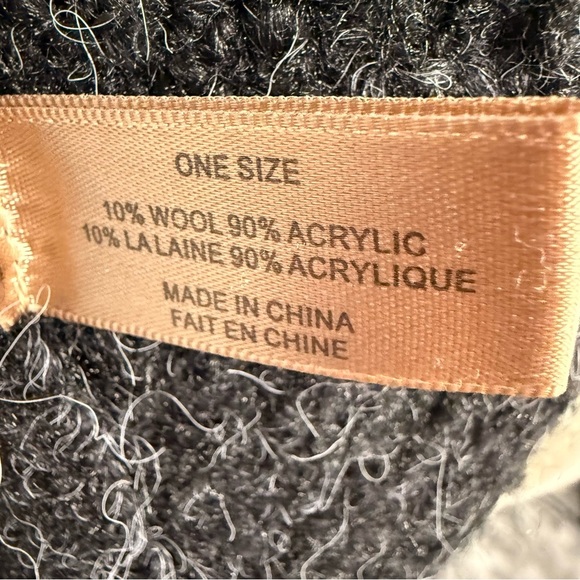 ONE SIZE
10% WOOL 90% ACRYLIC
10% LA LAINE 90% ACRYLIQUE
MADE IN CHINA
FAIT EN CHINE